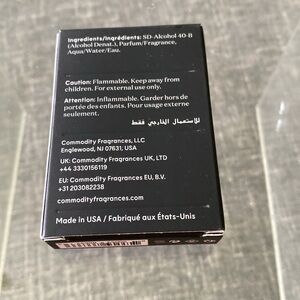 Ingredients/Ingrédients: SD-Alcohol 40-B
(Alcohol Denat.), Parfum/Fragrance,
Aqua/Water/Eau.
Caution: Flammable. Keep away from
children. For external use only.
Attention: Inflammable. Garder hors de
portée des enfants. Pour usage externe
seulement.
للاستعمال الخارجي فقط
Commodity Fragrances, LLC
Englewood, NJ 07631, USA
UK: Commodity Fragrances UK, LTD
+44 3330156119
EU: Commodity Fragrances EU, B.V.
+31 203082238
commodityfragrances.com
Made in USA / Fabriqué aux États-Unis